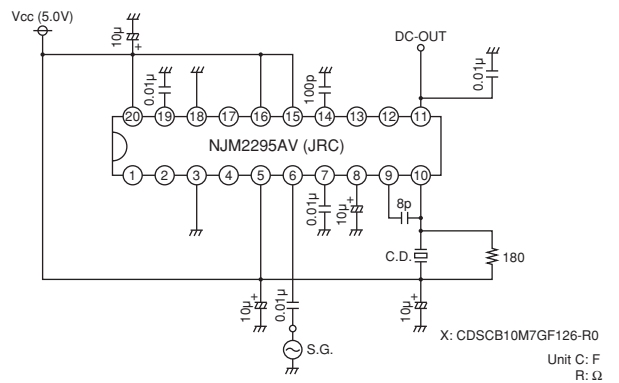 Vcc (5.0V)
10μ
+
DC-OUT
0.01μ
100p
0.01μ
20 19 18 17 16 15 14 13 12 11
NJM2295AV (JRC)
1 2 3 4 5 6 7 8 9 10
0.01μ
10μ
+
8p
C.D.
180
10μ
+
0.01μ
10μ
+
S.G.
X: CDSCB10M7GF126-R0
Unit C: F
R: Ω